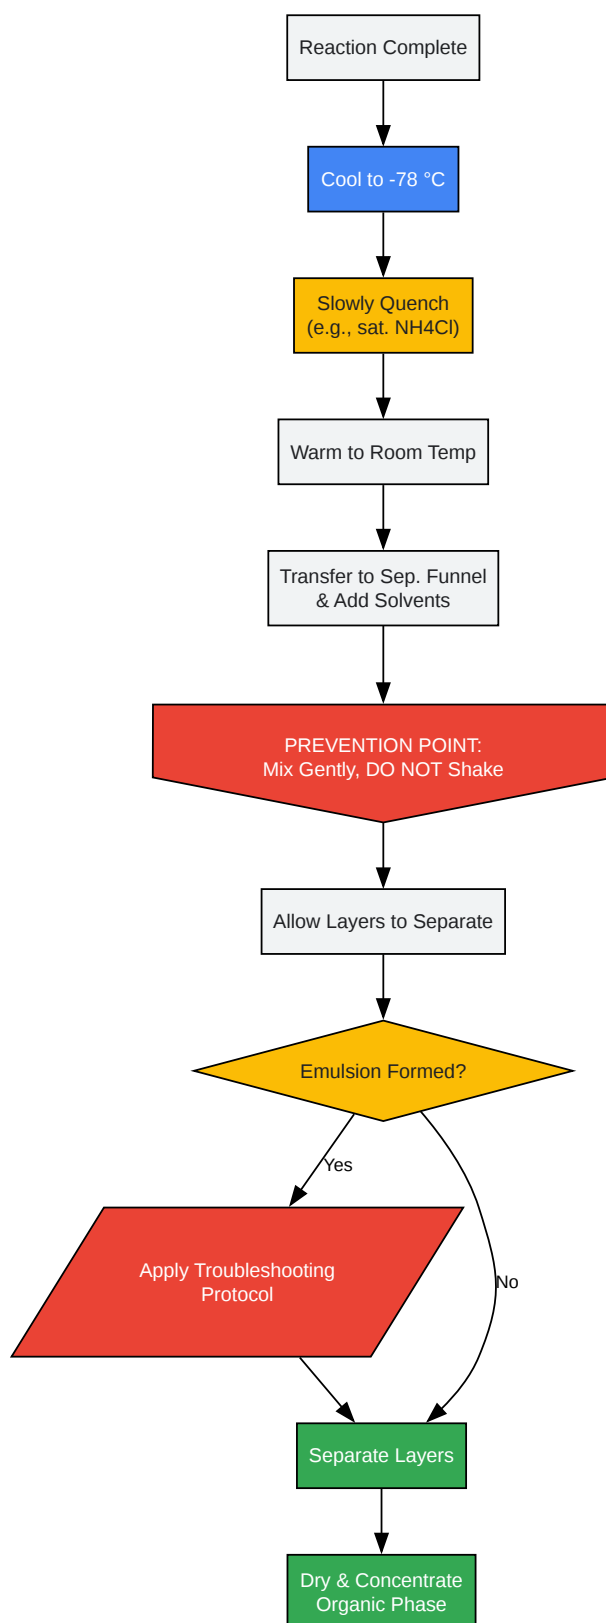 Reaction Complete
Cool to -78 °C
Slowly Quench
(e.g., sat. NH4Cl)
Warm to Room Temp
Transfer to Sep. Funnel
& Add Solvents
PREVENTION POINT:
Mix Gently, DO NOT Shake
Allow Layers to Separate
Emulsion Formed?
Yes
Apply Troubleshooting
Protocol
No
Separate Layers
Dry & Concentrate
Organic Phase